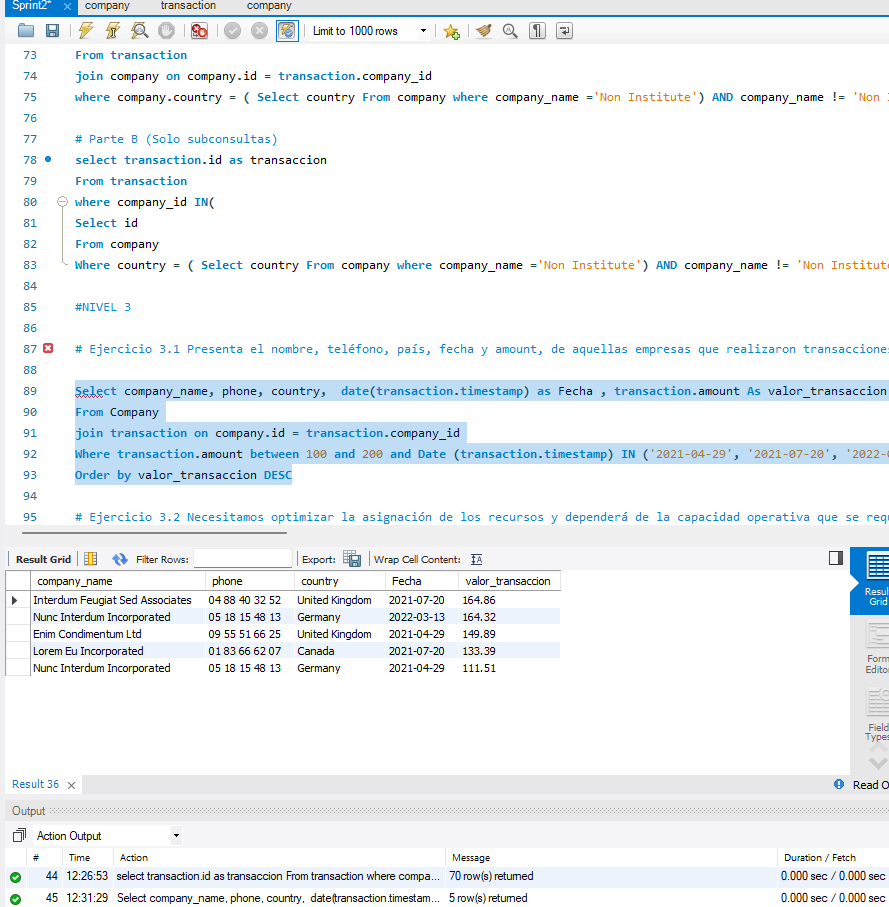 Sprint2* × company transaction company
Limit to 1000 rows
73 From transaction
74 join company on company.id = transaction.company_id
75 where company.country = ( Select country From company where company_name ='Non Institute') AND company_name != 'Non
76
77 # Parte B (Solo subconsultas)
78 select transaction.id as transaccion
79 From transaction
80 where company_id IN(
81 Select id
82 From company
83 Where country = ( Select country From company where company_name ='Non Institute') AND company_name != 'Non Institute
84
85 #NIVEL 3
86
87 # Ejercicio 3.1 Presenta el nombre, teléfono, país, fecha y amount, de aquellas empresas que realizaron transacciones
88
89 Select company_name, phone, country,  date(transaction.timestamp) as Fecha , transaction.amount As valor_transaccion
90 From Company
91 join transaction on company.id = transaction.company_id
92 Where transaction.amount between 100 and 200 and Date (transaction.timestamp) IN ('2021-04-29', '2021-07-20', '2022-0
93 Order by valor_transaccion DESC
94
95 # Ejercicio 3.2 Necesitamos optimizar la asignación de los recursos y dependerá de la capacidad operativa que se requ
Result Grid Filter Rows: Export: Wrap Cell Content: IA
company_name phone country Fecha valor_transaccion
Interdum Feugiat Sed Associates 04 88 40 32 52 United Kingdom 2021-07-20 164.86
Nunc Interdum Incorporated 05 18 15 48 13 Germany 2022-03-13 164.32
Enim Condimentum Ltd 09 55 51 66 25 United Kingdom 2021-04-29 149.89
Lorem Eu Incorporated 01 83 66 62 07 Canada 2021-07-20 133.39
Nunc Interdum Incorporated 05 18 15 48 13 Germany 2021-04-29 111.51
Resul
Grid
Form
Editor
Field
Types
Result 36 × Read O
Output
Action Output
# Time Action Message Duration / Fetch
44 12:26:53 select transaction.id as transaccion From transaction where compa... 70 row(s) returned 0.000 sec / 0.000 sec
45 12:31:29 Select company_name, phone, country,  date(transaction.timestam... 5 row(s) returned 0.000 sec / 0.000 sec